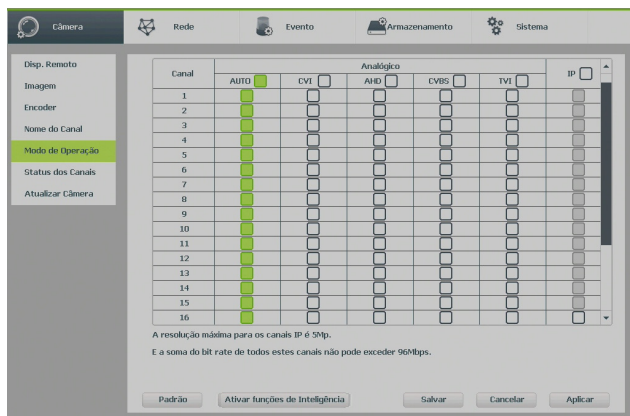 Câmera Rede Evento Armazenamento Sistema
Disp. Remoto
Imagem
Encoder
Nome do Canal
Modo de Operação
Status dos Canais
Atualizar Câmera
Canal Analógico IP
AUTO CVI AHD CVBS TVI
1
2
3
4
5
6
7
8
9
10
11
12
13
14
15
16
A resolução máxima para os canais IP é 5Mp.
E a soma do bit rate de todos estes canais não pode exceder 96Mbps.
Padrão Ativar funções de Inteligência Salvar Cancelar Aplicar